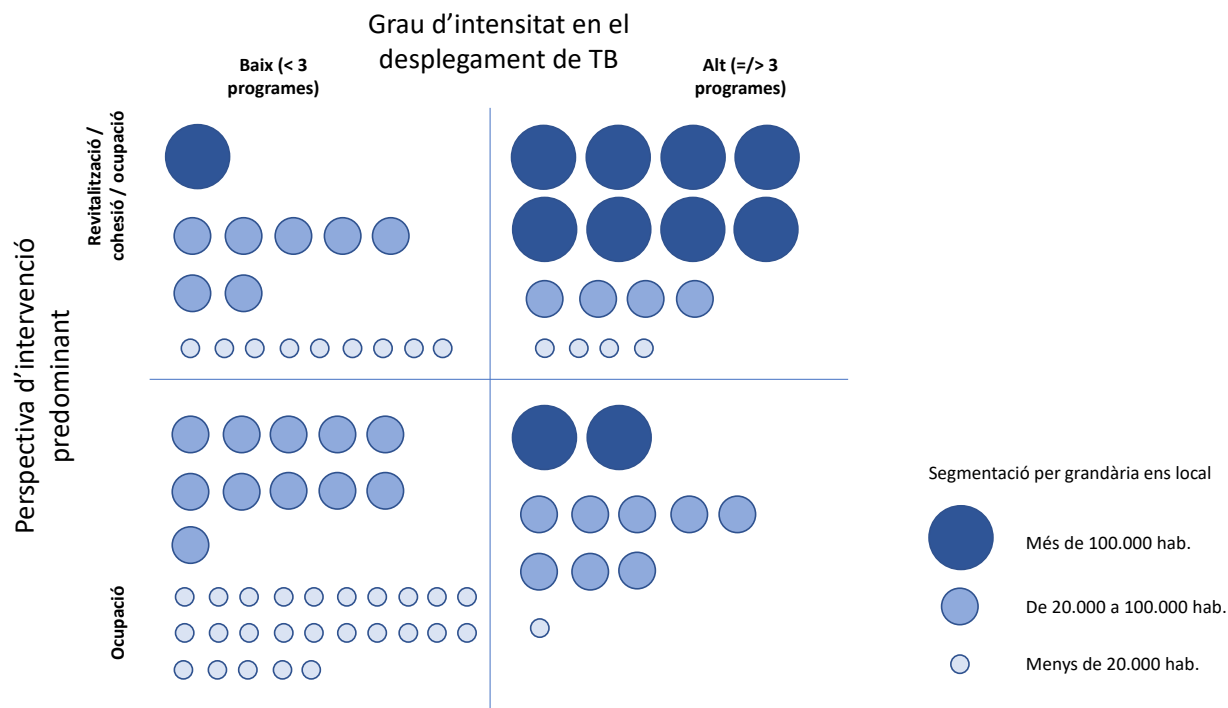 Grau d’intensitat en el
desplegament de TB
Baix (< 3
programes)
Alt (=/> 3
programes)
Perspectiva d’intervenció
predominant
Revitalització /
cohesió / ocupació
Ocupació
Segmentació per grandària ens local
Més de 100.000 hab.
De 20.000 a 100.000 hab.
Menys de 20.000 hab.